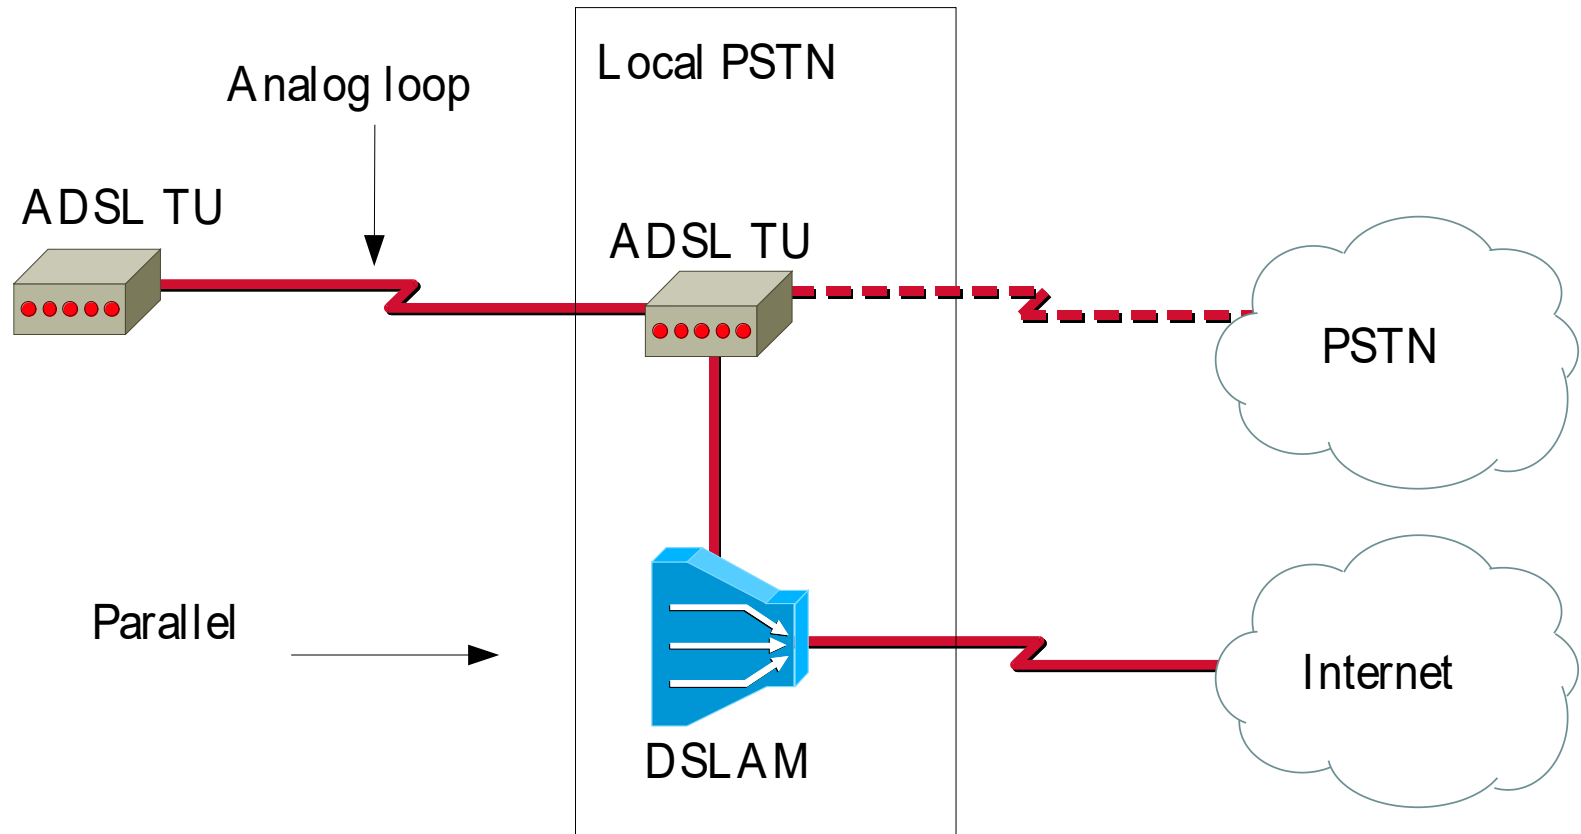 Analog loop
Local PSTN
ADSL TU
ADSL TU
PSTN
Parallel
Internet
DSLAM